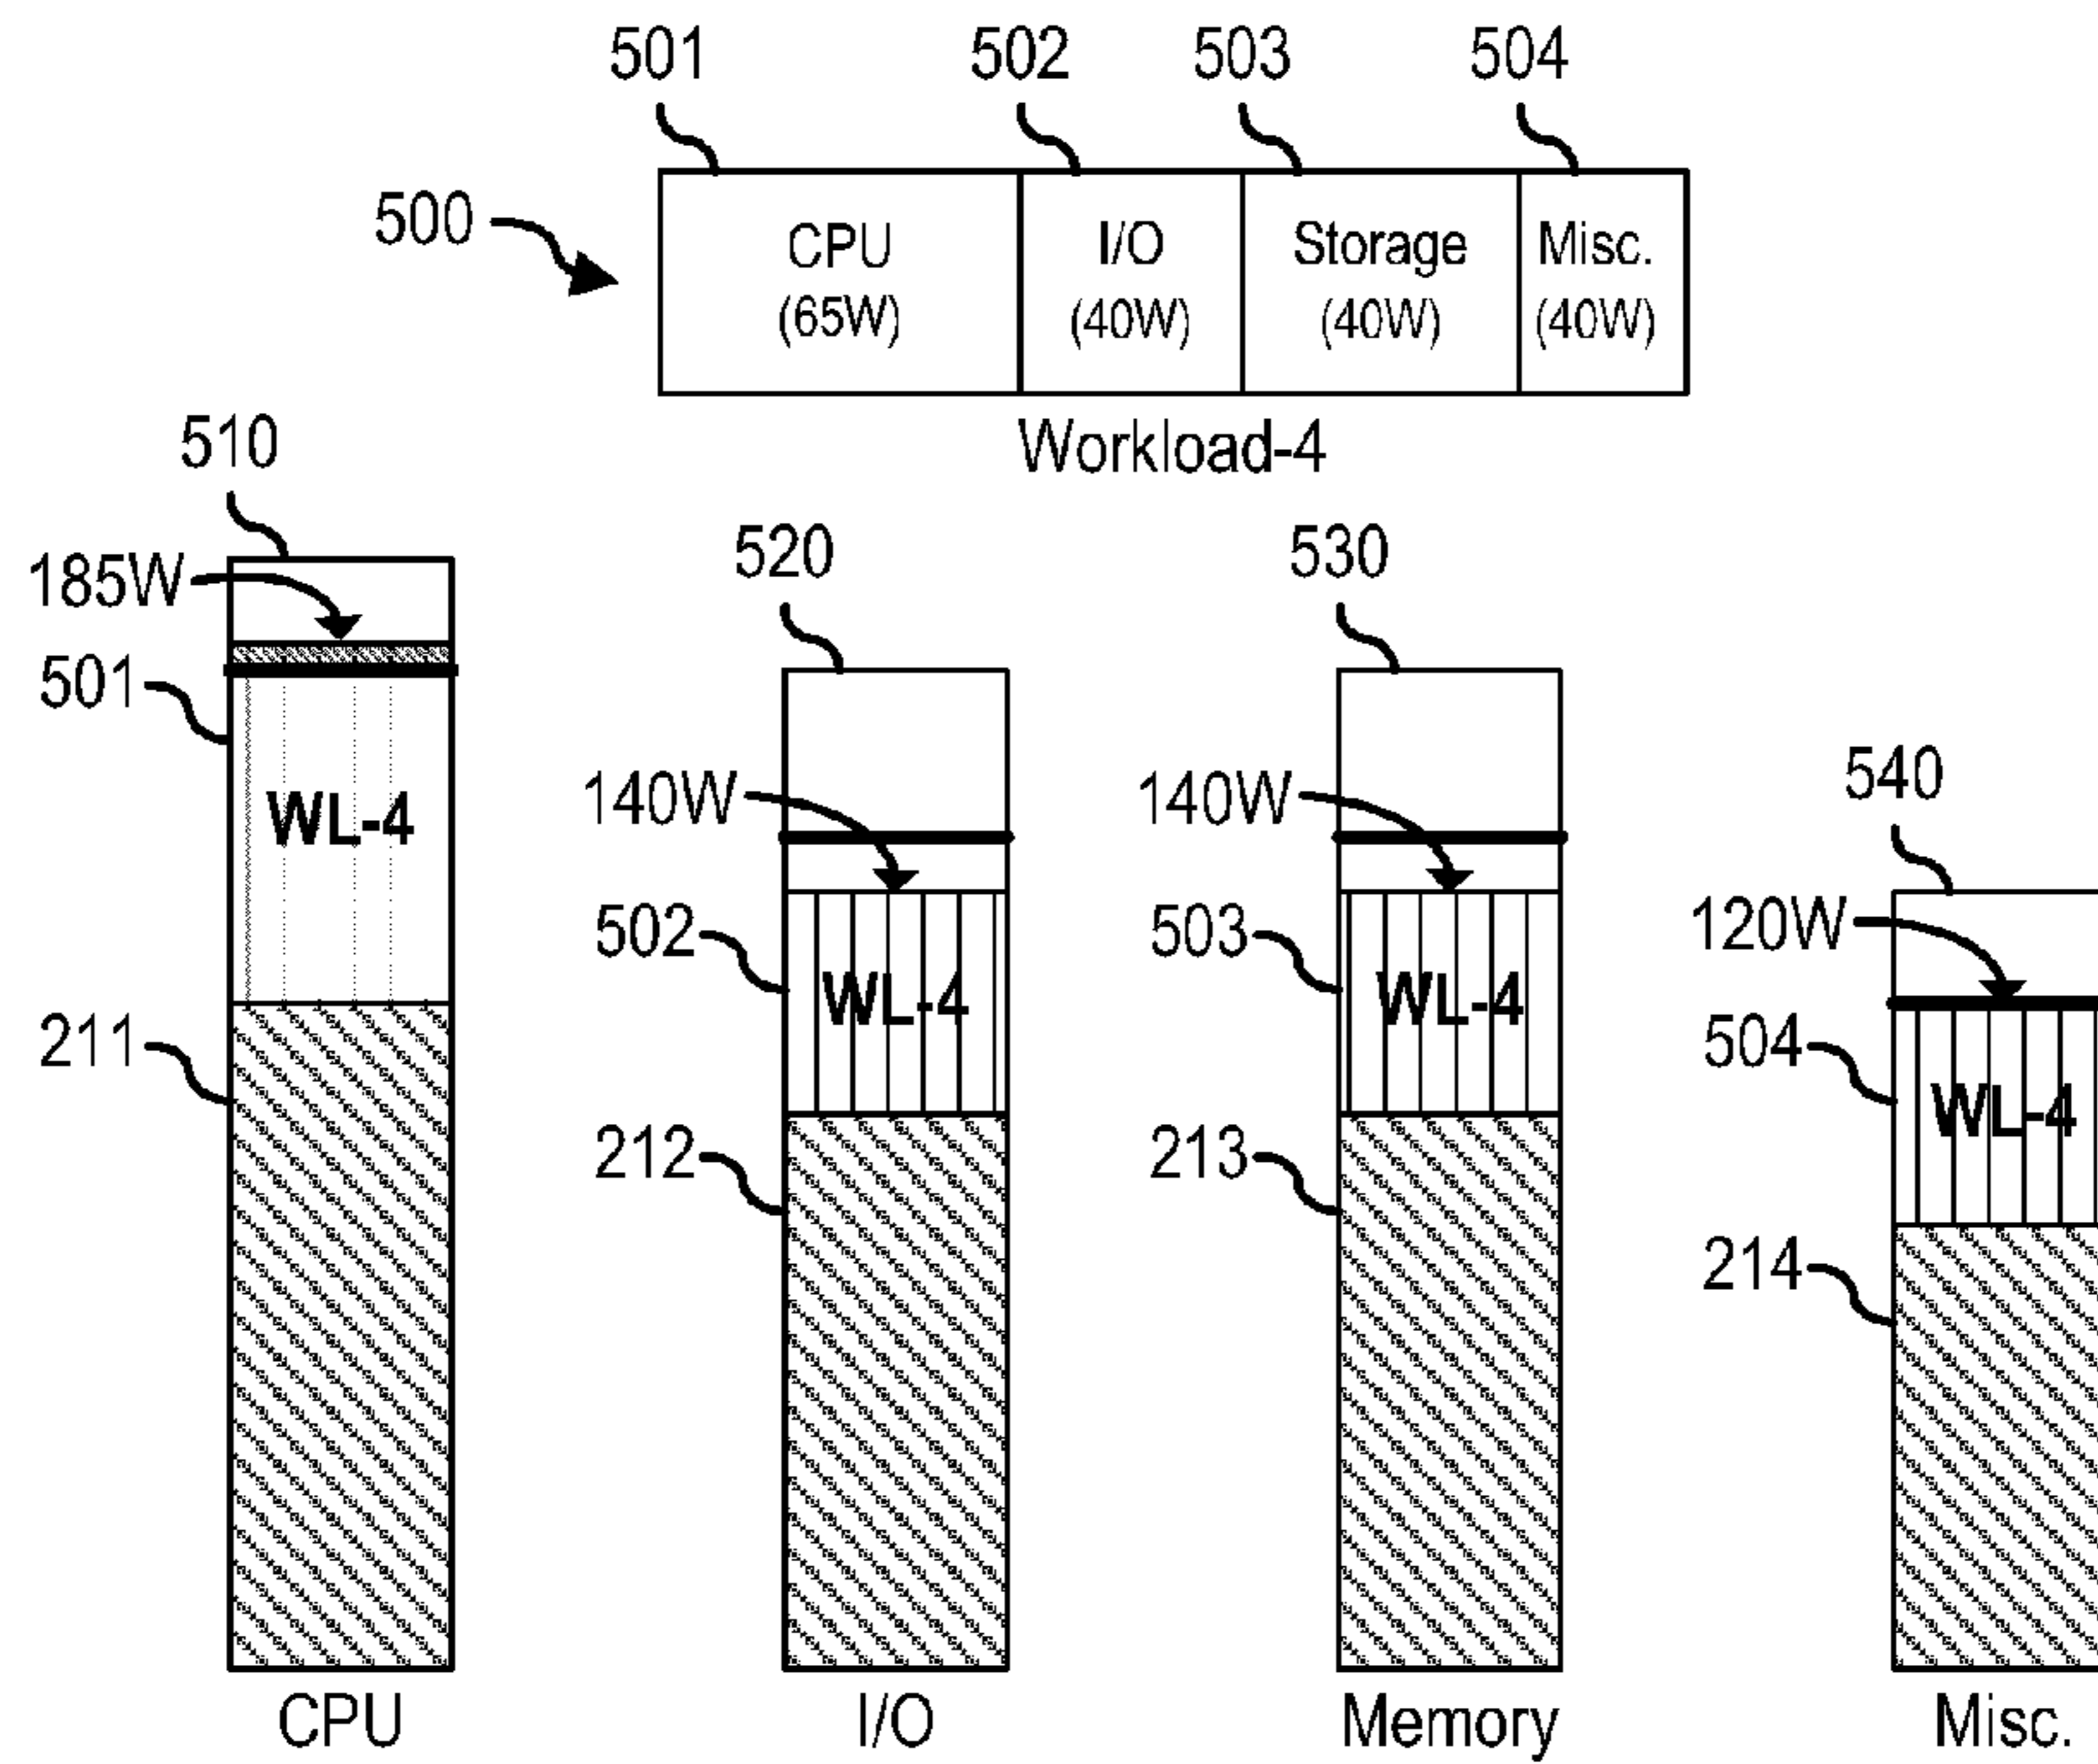 501 502 503 504
500
CPU I/O Storage Misc.
(65W) (40W) (40W) (40W)
Workload-4
510
185W
501
WL-4
211
CPU
520
140W
502
WL-4
212
I/O
530
140W
503
WL-4
213
Memory
540
120W
504
WL-4
214
Misc.